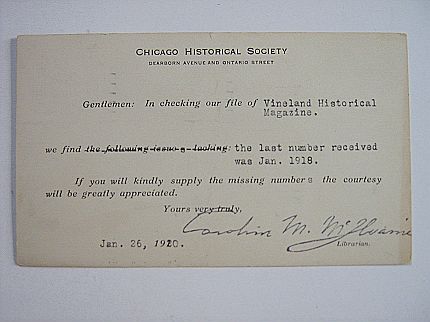 CHICAGO HISTORICAL SOCIETY
DEARBORN AVENUE AND ONTARIO STREET
Gentlemen: In checking our file of Vineland Historical
Magazine.
we find the following issue s lacking: the last number received
was Jan. 1918.
If you will kindly supply the missing numbers the courtesy
will be greatly appreciated.
Yours very truly,
Caroline M. McIlvaine
Librarian.
Jan. 26, 1920.